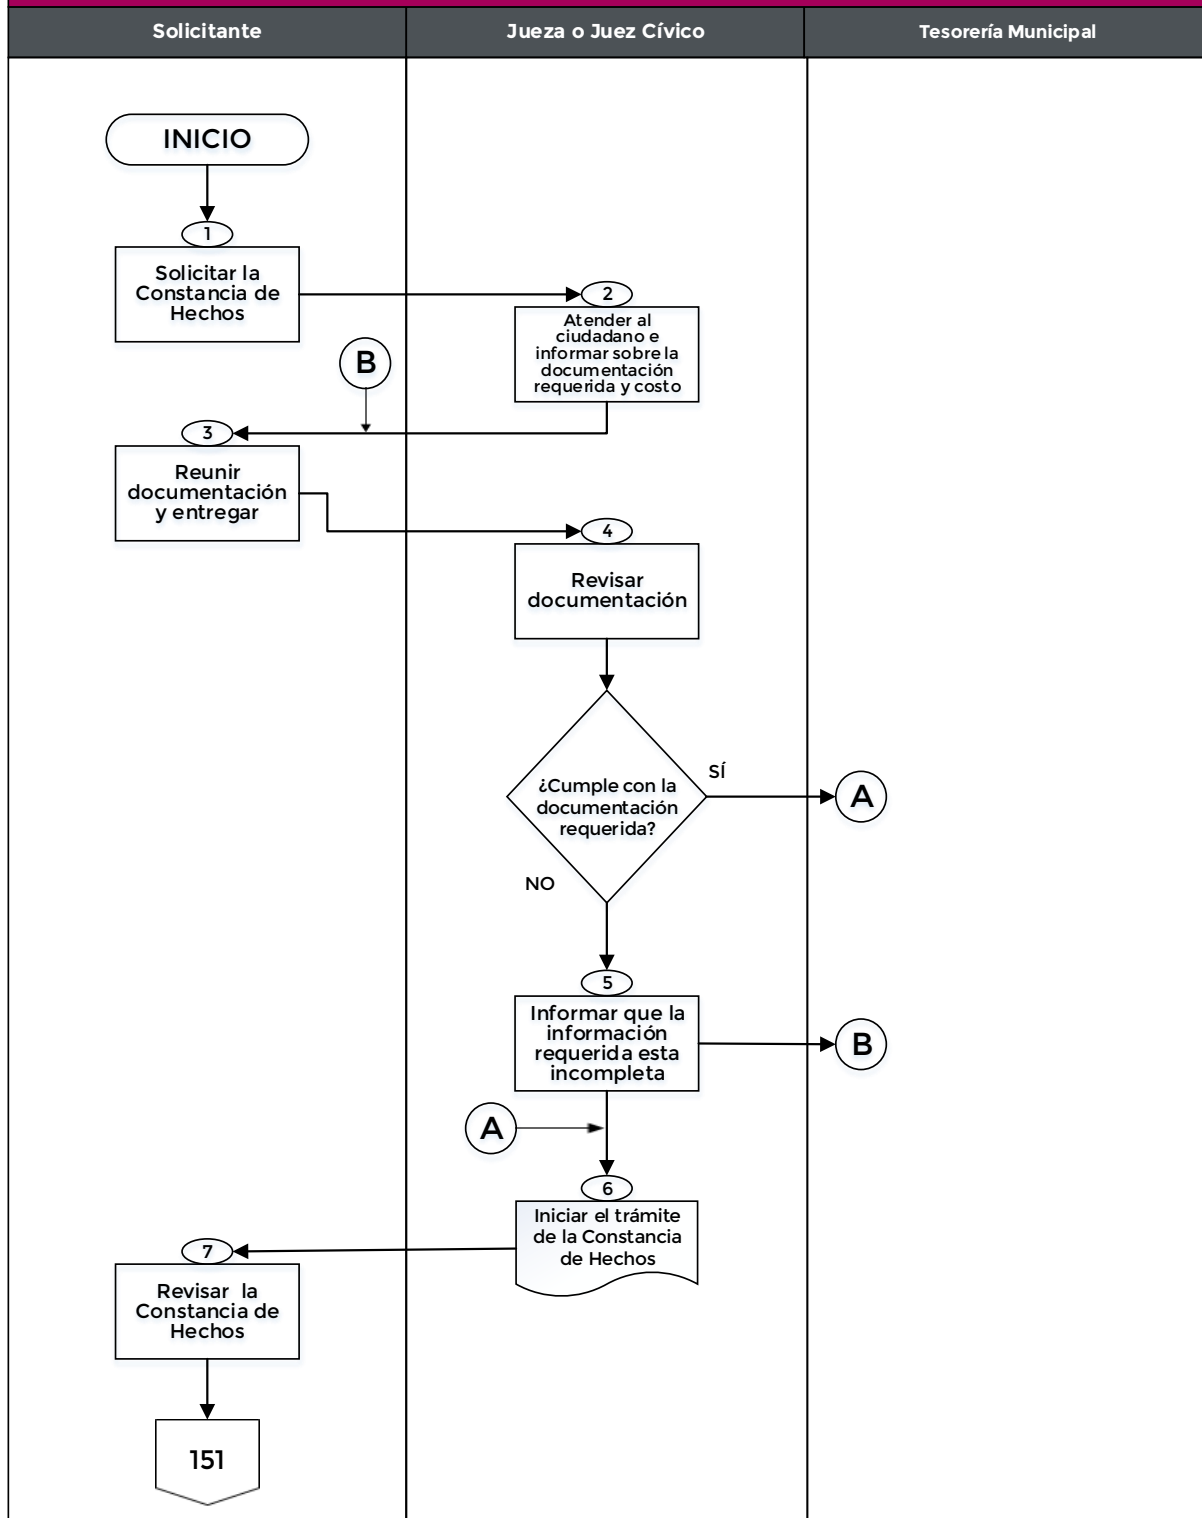 Solicitante
Jueza o Juez Cívico
Tesorería Municipal
INICIO
1
Solicitar la
Constancia de
Hechos
2
Atender al
ciudadano e
informar sobre la
documentación
requerida y costo
B
3
Reunir
documentación
y entregar
4
Revisar
documentación
¿Cumple con la
documentación
requerida?
SÍ
A
NO
5
Informar que la
información
requerida esta
incompleta
B
A
6
Iniciar el trámite
de la Constancia
de Hechos
7
Revisar la
Constancia de
Hechos
151